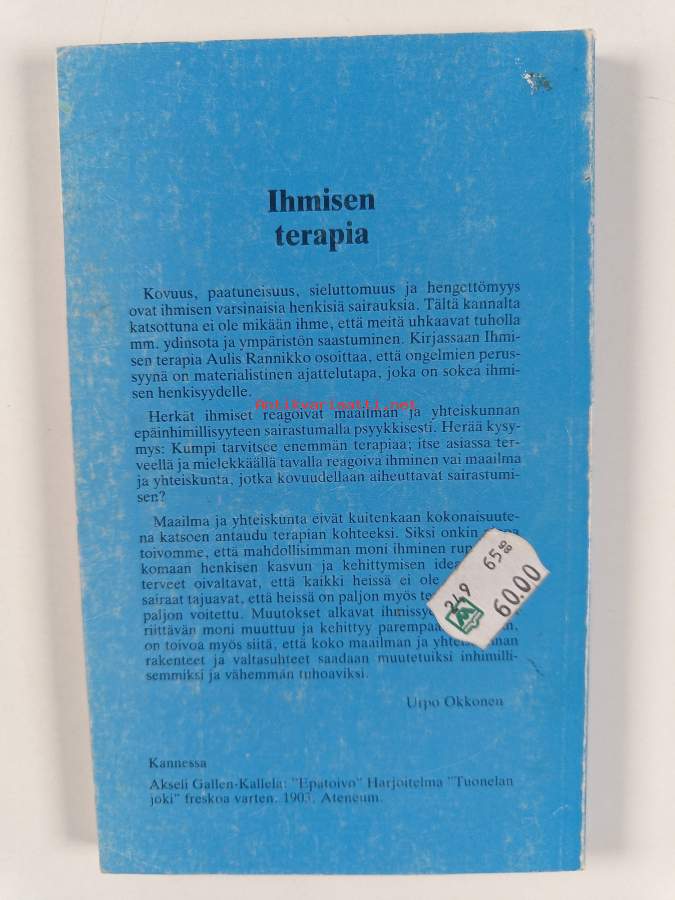 Ihmisen
terapia
Kovuus, paatuneisuus, sieluttomuus ja hengettömyys
ovat ihmisen varsinaisia henkisiä sairauksia. Tältä kannalta
katsottuna ei ole mikään ihme, että meitä uhkaavat tuholla
mm. ydinsota ja ympäristön saastuminen. Kirjassaan Ihmi-
sen terapia Aulis Rannikko osoittaa, että ongelmien perus-
syynä on materialistinen ajattelutapa, joka on sokea ihmi-
sen henkisyydelle.
Antikvariaatti.net
Herkät ihmiset reagoivat maailman ja yhteiskunnan
epäinhimillisyyteen sairastumalla psyykkisesti. Herää kysy-
mys: Kumpi tarvitsee enemmän terapiaa; itse asiassa ter-
veellä ja mielekkäällä tavalla reagoiva ihminen vai maailma
ja yhteiskunta, jotka kovuudellaan aiheuttavat sairastumi-
sen?
Maailma ja yhteiskunta eivät kuitenkaan kokonaisuute-
na katsoen antaudu terapian kohteeksi. Siksi onkin
toivomme, että mahdollisimman moni ihminen
komaan henkisen kasvun ja kehittymisen
terveet oivaltavat, että kaikki heissä ei ole
sairaat tajuavat, että heissä on paljon myös
paljon voitettu. Muutokset alkavat
riittävän moni muuttuu ja kehittyy
on toivoa myös siitä, että koko maailman ja
rakenteet ja valtasuhteet saadaan muutetuiksi inhimilli-
semmiksi ja vähemmän tuhoaviksi.
249 65
60.00
Urpo Okkonen
Kannessa
Akseli Gallen-Kallela: "Epätoivo" Harjoitelma "Tuonelan
joki" freskoa varten. 1903. Ateneum.